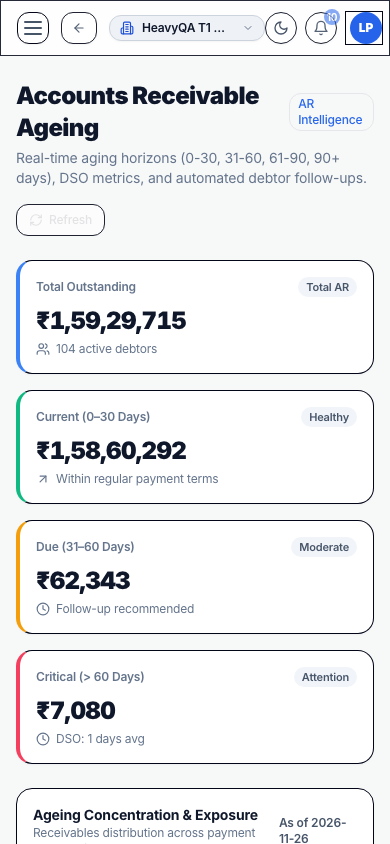 HeavyQA T1 ...
LP
Accounts Receivable
Ageing
AR
Intelligence
Real-time aging horizons (0-30, 31-60, 61-90, 90+
days), DSO metrics, and automated debtor follow-ups.
Refresh
Total Outstanding
Total AR
₹1,59,29,715
104 active debtors
Current (0–30 Days)
Healthy
₹1,58,60,292
Within regular payment terms
Due (31–60 Days)
Moderate
₹62,343
Follow-up recommended
Critical (> 60 Days)
Attention
₹7,080
DSO: 1 days avg
Ageing Concentration & Exposure
Receivables distribution across payment
As of 2026-
11-26